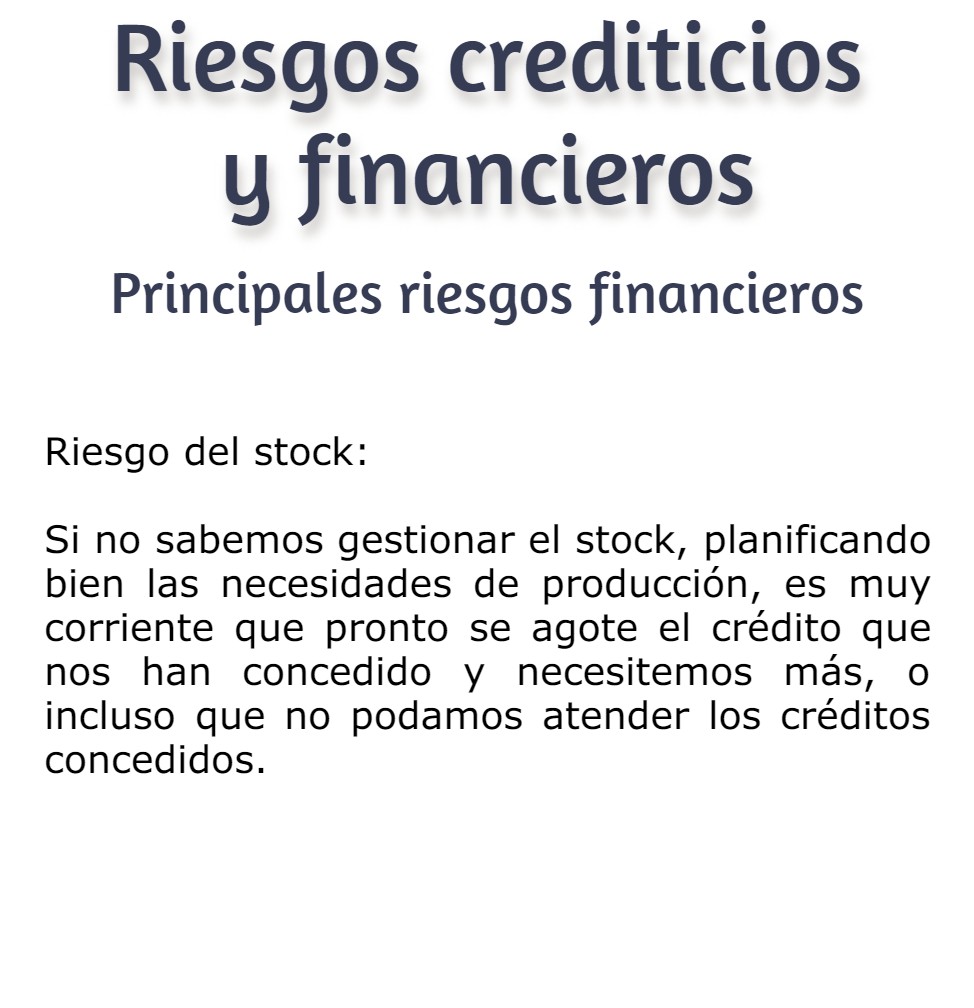 Riesgos crediticios
y financieros
Principales riesgos financieros
Riesgo del stock:
Si no sabemos gestionar el stock, planificando
bien las necesidades de producción, es muy
corriente que pronto se agote el crédito que
nos han concedido y necesitemos más, o
incluso que no podamos atender los créditos
concedidos.